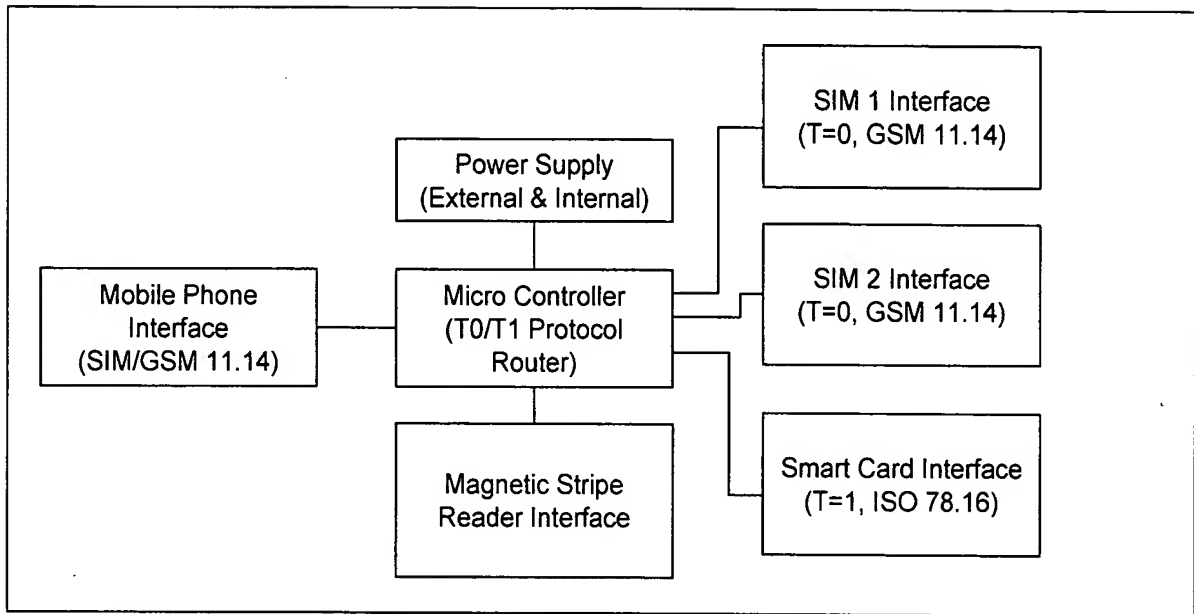 SIM 1 Interface
(T=0, GSM 11.14)
Power Supply
(External & Internal)
SIM 2 Interface
(T=0, GSM 11.14)
Mobile Phone
Interface
(SIM/GSM 11.14)
Micro Controller
(T0/T1 Protocol
Router)
Magnetic Stripe
Reader Interface
Smart Card Interface
(T=1, ISO 78.16)